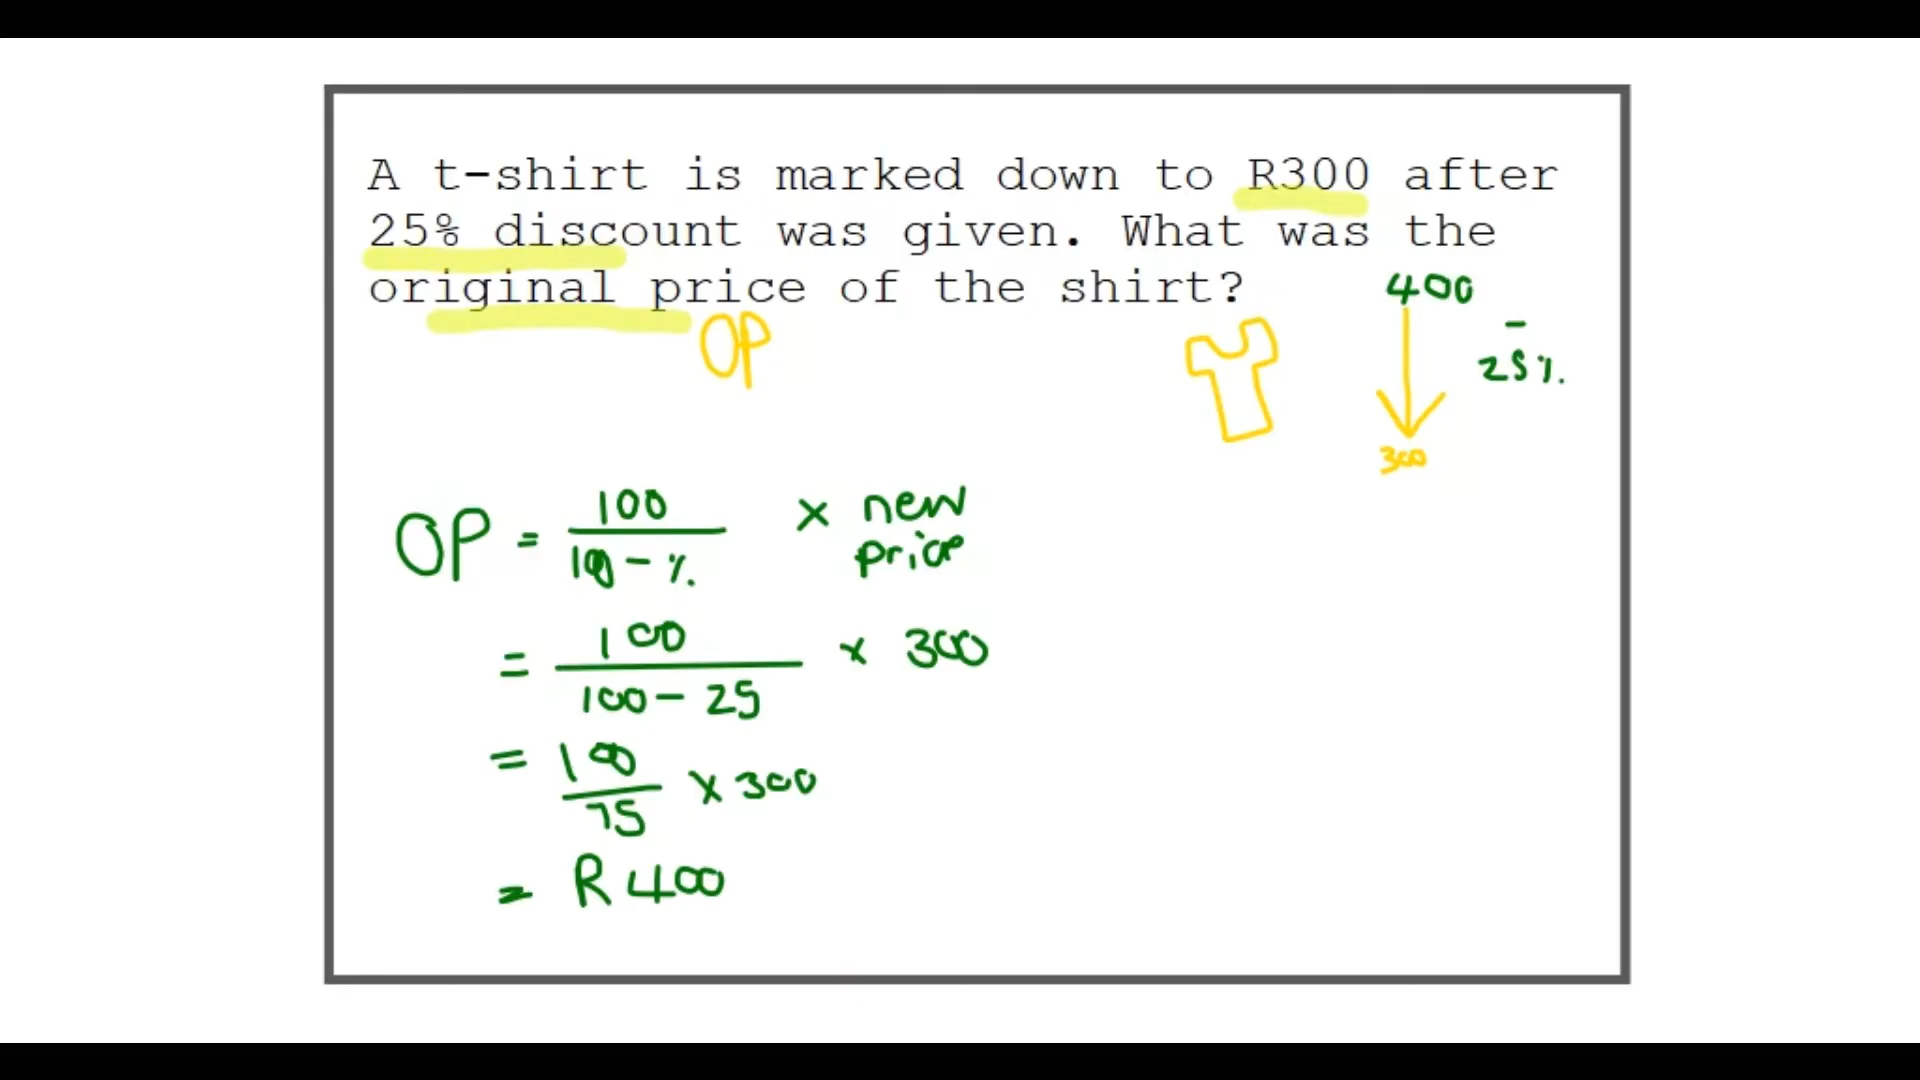 A t-shirt is marked down to R300 after
25% discount was given. What was the
original price of the shirt?
400
-
25%
OP
300
OP = 100 / 100 - % × new price
= 100 / 100 - 25 × 300
= 100 / 75 × 300
= R400